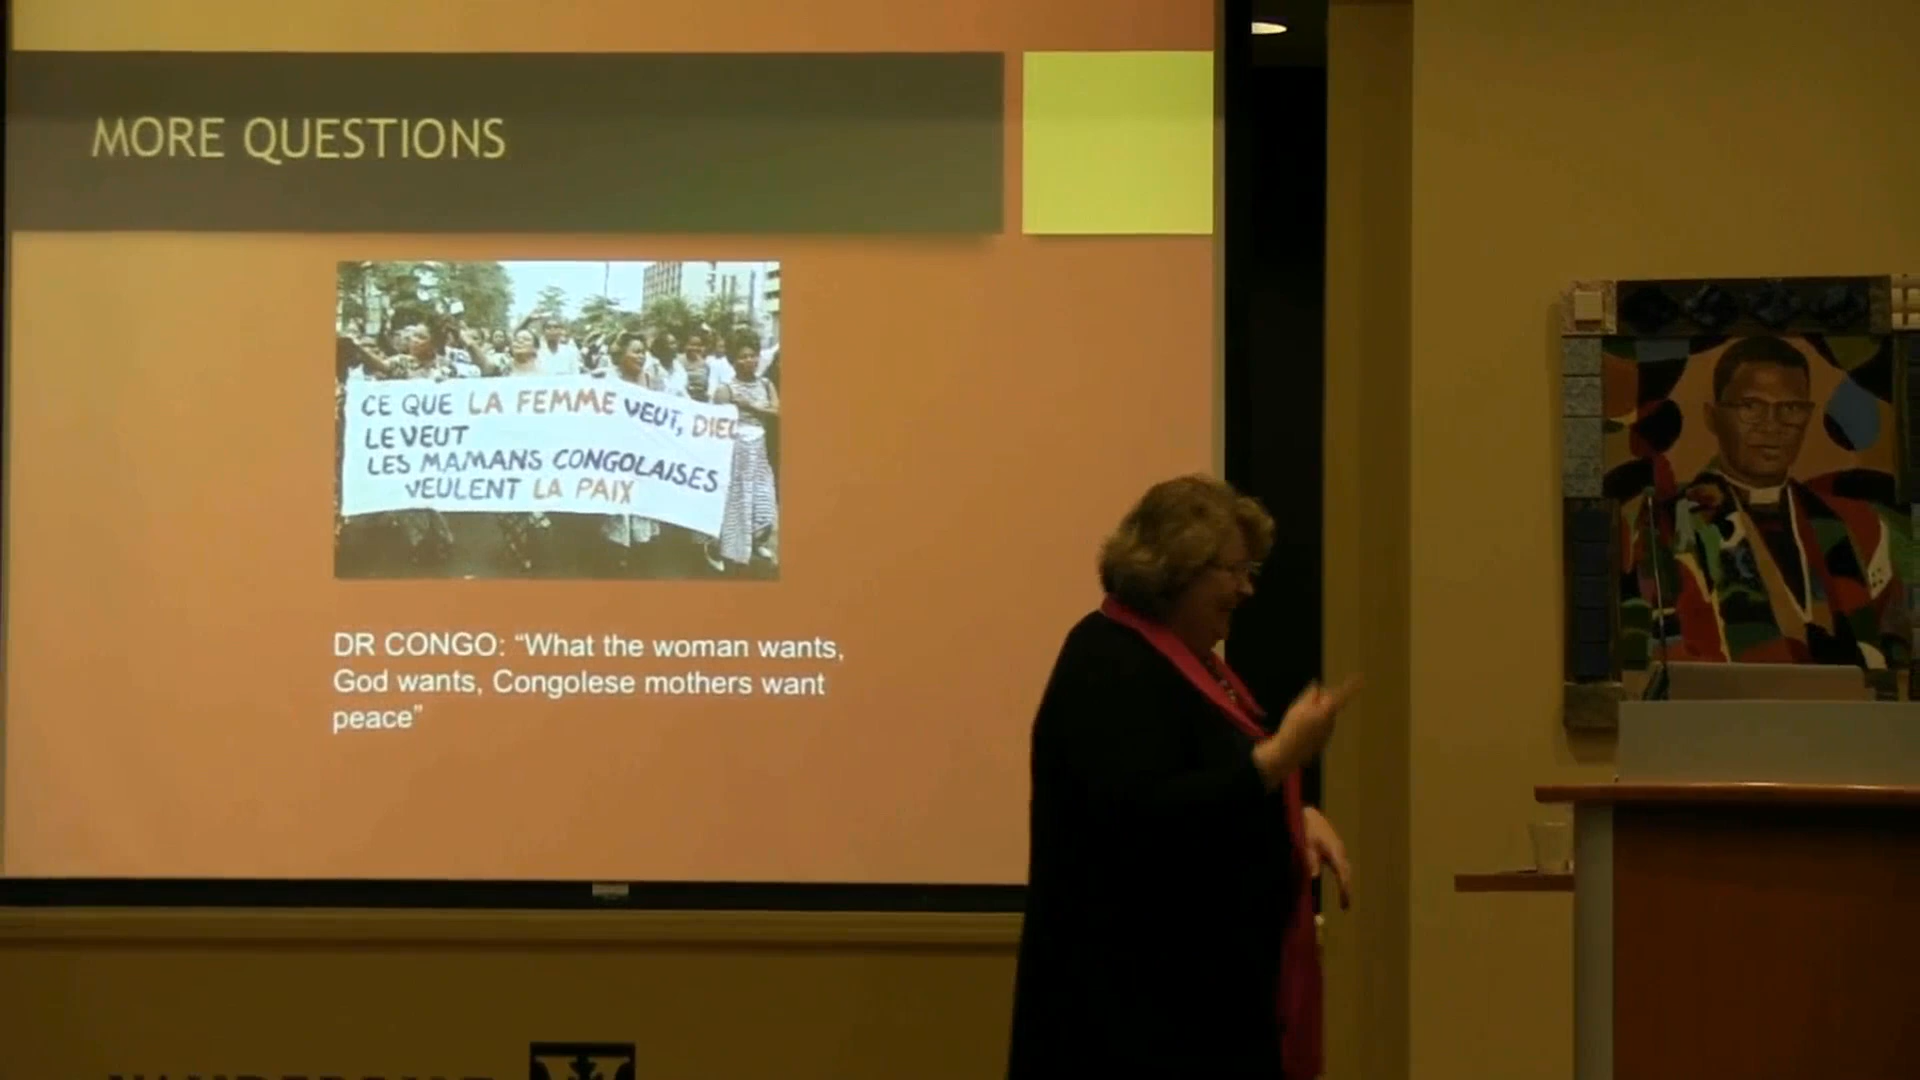 MORE QUESTIONS
CE QUE LA FEMME VEUT, DIEU
LE VEUT
LES MAMANS CONGOLAISES
VEULENT LA PAIX
DR CONGO: “What the woman wants,
God wants, Congolese mothers want
peace”